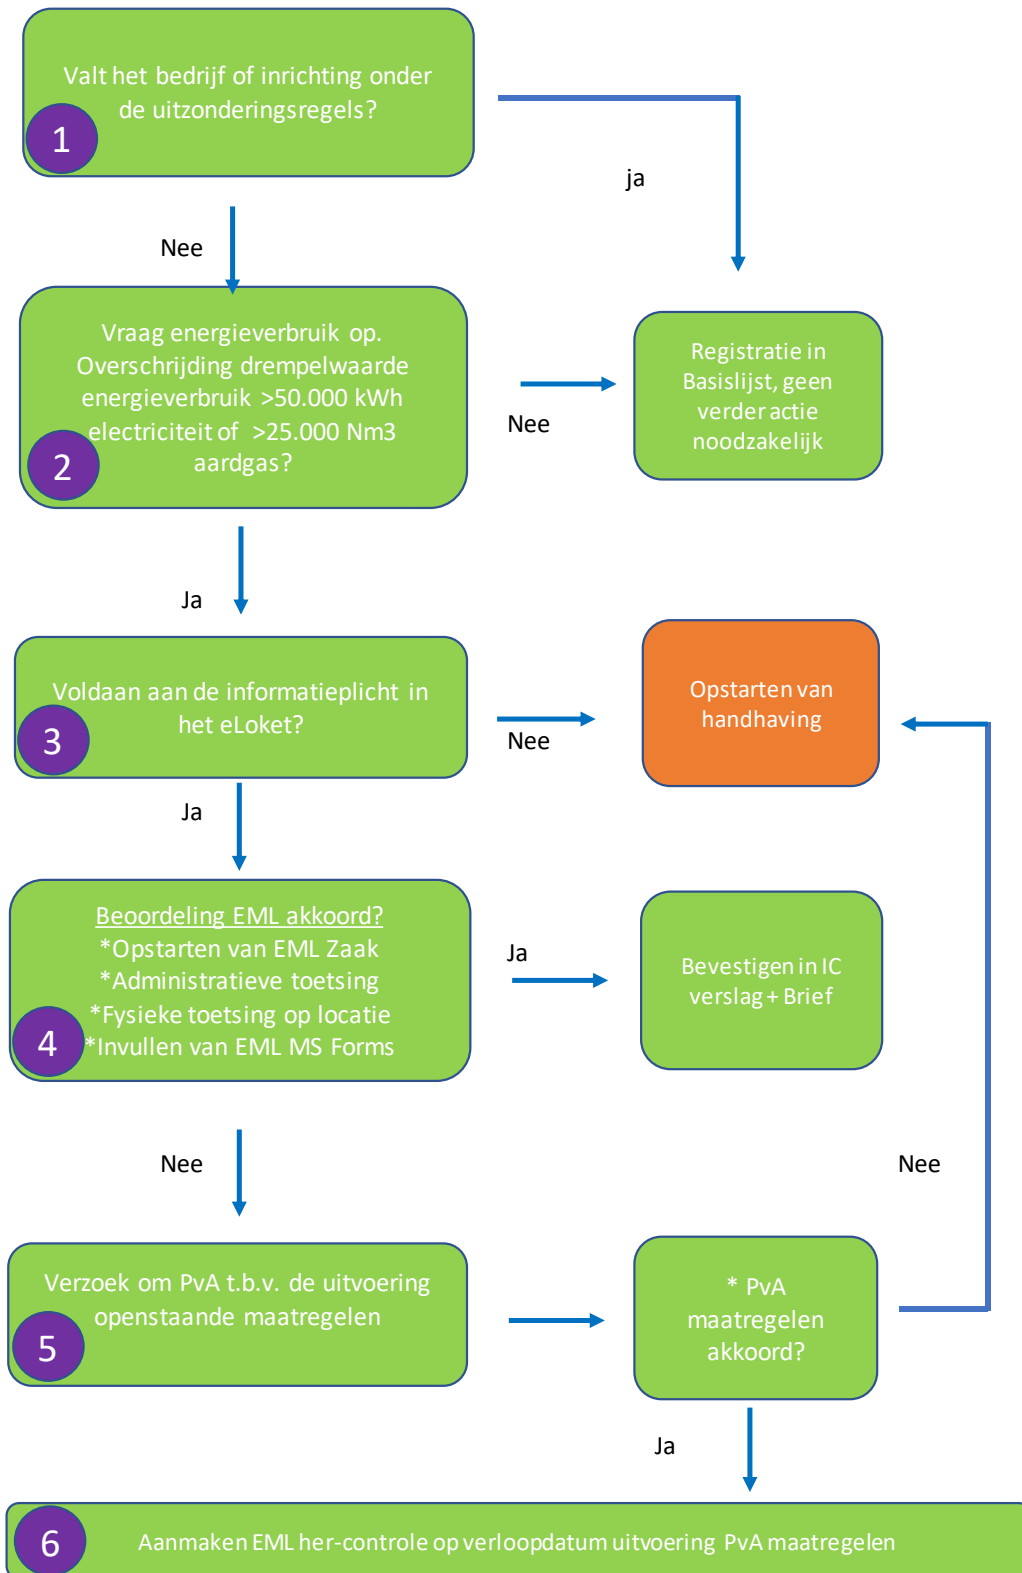 Valt het bedrijf of inrichting onder
de uitzonderingsregels?
1
ja
Nee
Vraag energieverbruik op.
Overschrijding drempelwaarde
energieverbruik >50.000 kWh
electriciteit of >25.000 Nm3
aardgas?
2
Nee
Registratie in
Basislijst, geen
verder actie
noodzakelijk
Ja
Voldaan aan de informatieplicht in
het eLoket?
3
Nee
Opstarten van
handhaving
Ja
Beoordeling EML akkoord?
*Opstarten van EML Zaak
*Administratieve toetsing
*Fysieke toetsing op locatie
*Invullen van EML MS Forms
4
Ja
Bevestigen in IC
verslag + Brief
Nee
Nee
Verzoek om PvA t.b.v. de uitvoering
openstaande maatregelen
5
* PvA
maatregelen
akkoord?
Ja
6
Aanmaken EML her-controle op verloopdatum uitvoering PvA maatregelen